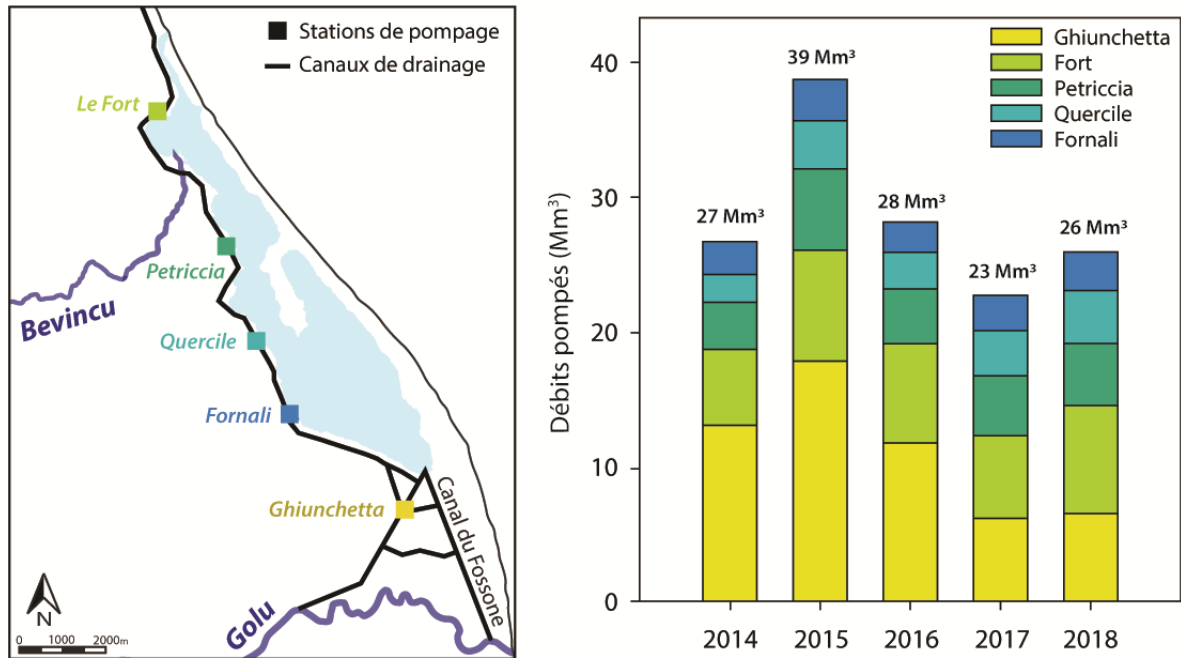 Stations de pompage
Canaux de drainage
Le Fort
Petriccia
Bevincu
Quercile
Fornali
Ghiunchetta
Canal du Fossone
Golu
N
0 1000 2000m
Débits pompés (Mm³)
40
30
20
10
0
Ghiunchetta
Fort
Petriccia
Quercile
Fornali
27 Mm³
39 Mm³
28 Mm³
23 Mm³
26 Mm³
2014 2015 2016 2017 2018